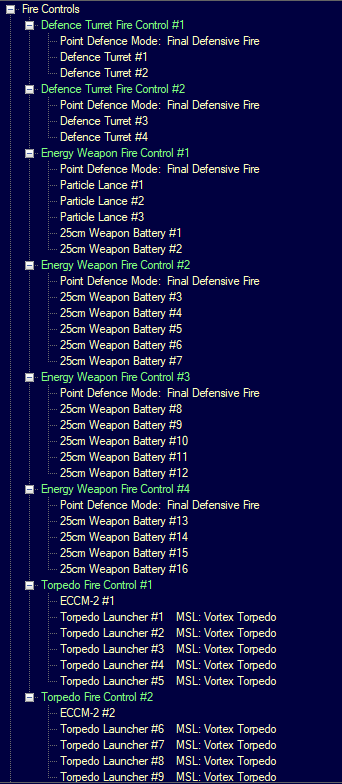 Fire Controls
Defence Turret Fire Control #1
Point Defence Mode: Final Defensive Fire
Defence Turret #1
Defence Turret #2
Defence Turret Fire Control #2
Point Defence Mode: Final Defensive Fire
Defence Turret #3
Defence Turret #4
Energy Weapon Fire Control #1
Point Defence Mode: Final Defensive Fire
Particle Lance #1
Particle Lance #2
Particle Lance #3
25cm Weapon Battery #1
25cm Weapon Battery #2
Energy Weapon Fire Control #2
Point Defence Mode: Final Defensive Fire
25cm Weapon Battery #3
25cm Weapon Battery #4
25cm Weapon Battery #5
25cm Weapon Battery #6
25cm Weapon Battery #7
Energy Weapon Fire Control #3
Point Defence Mode: Final Defensive Fire
25cm Weapon Battery #8
25cm Weapon Battery #9
25cm Weapon Battery #10
25cm Weapon Battery #11
25cm Weapon Battery #12
Energy Weapon Fire Control #4
Point Defence Mode: Final Defensive Fire
25cm Weapon Battery #13
25cm Weapon Battery #14
25cm Weapon Battery #15
25cm Weapon Battery #16
Torpedo Fire Control #1
ECCM-2 #1
Torpedo Launcher #1 MSL: Vortex Torpedo
Torpedo Launcher #2 MSL: Vortex Torpedo
Torpedo Launcher #3 MSL: Vortex Torpedo
Torpedo Launcher #4 MSL: Vortex Torpedo
Torpedo Launcher #5 MSL: Vortex Torpedo
Torpedo Fire Control #2
ECCM-2 #2
Torpedo Launcher #6 MSL: Vortex Torpedo
Torpedo Launcher #7 MSL: Vortex Torpedo
Torpedo Launcher #8 MSL: Vortex Torpedo
Torpedo Launcher #9 MSL: Vortex Torpedo